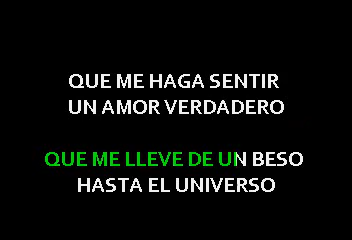 QUE ME HAGA SENTIR
UN AMOR VERDADERO
QUE ME LLEVE DE UN BESO
HASTA EL UNIVERSO